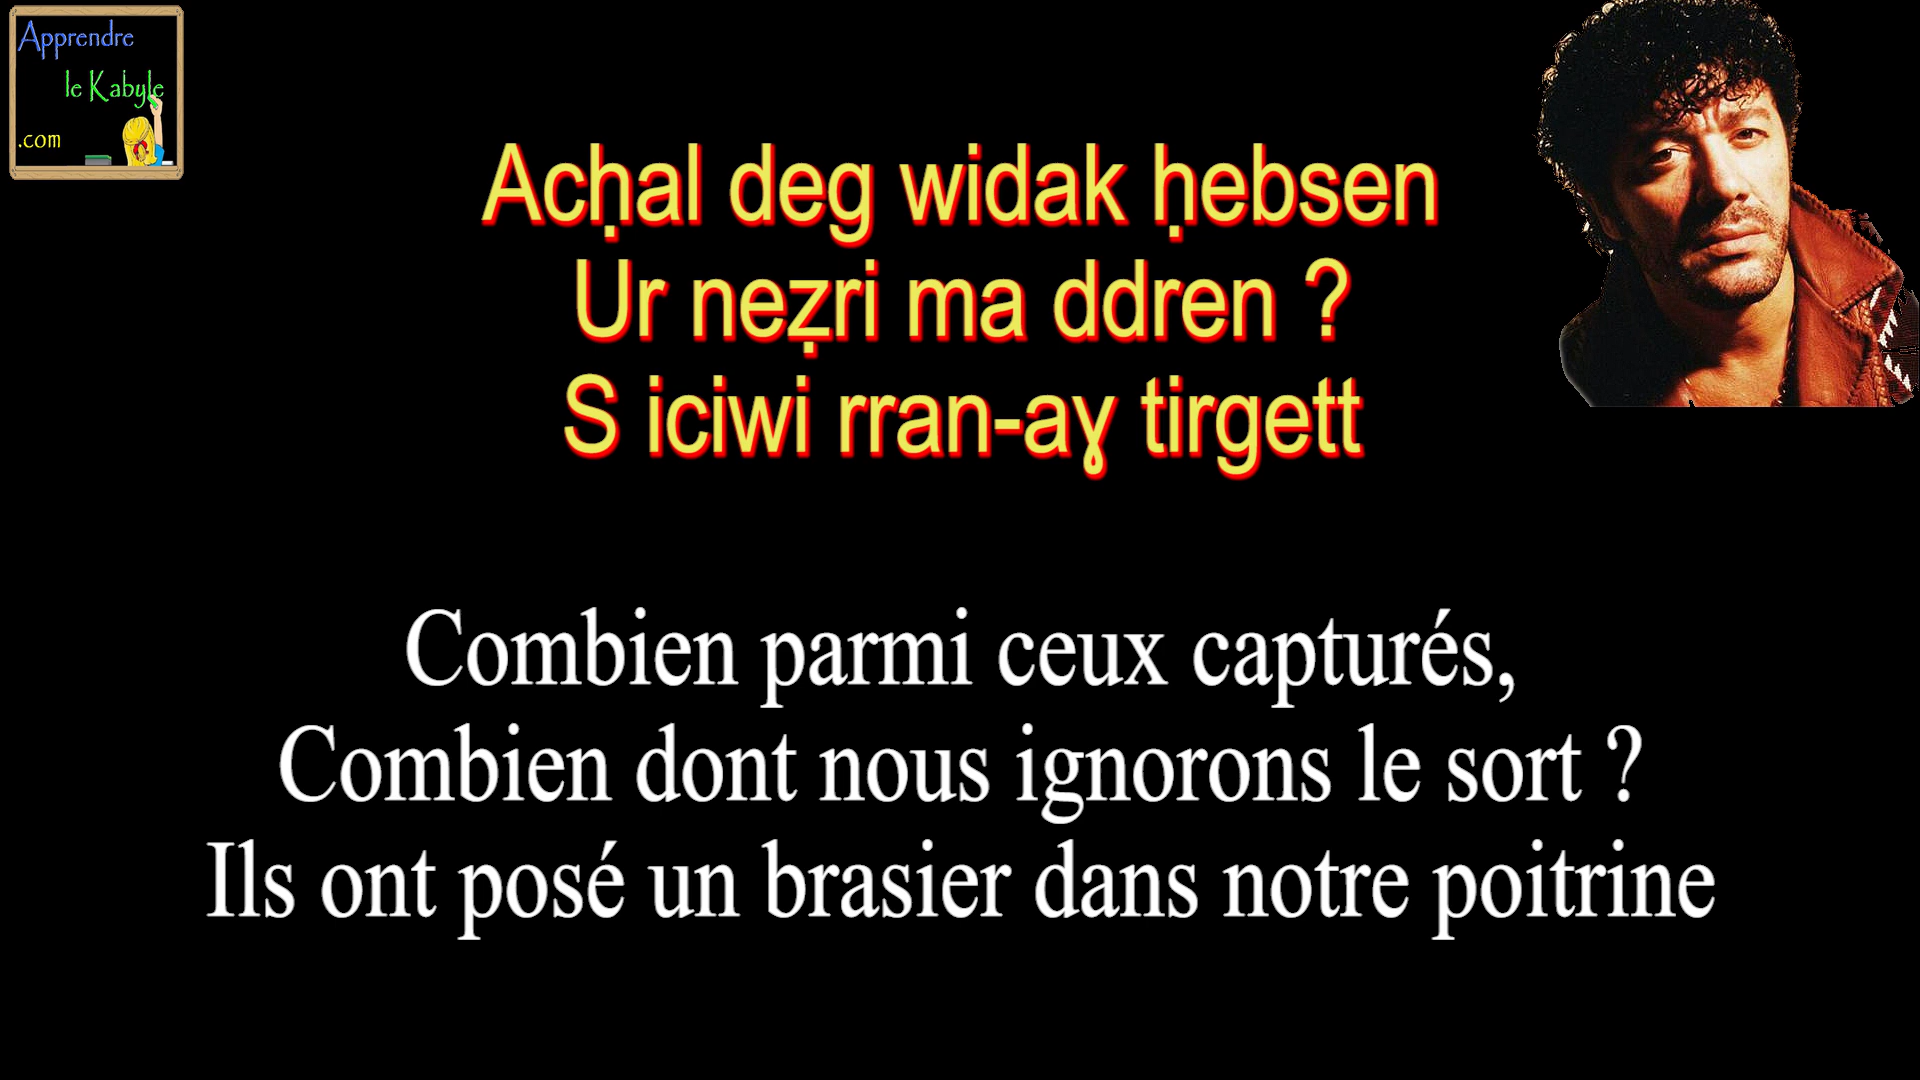 Apprendre
le Kabyle
.com
Acḥal deg widak ḥebsen
Ur neẓri ma ddren ?
S iciwi rran-aɣ tirgett
Combien parmi ceux capturés,
Combien dont nous ignorons le sort ?
Ils ont posé un brasier dans notre poitrine